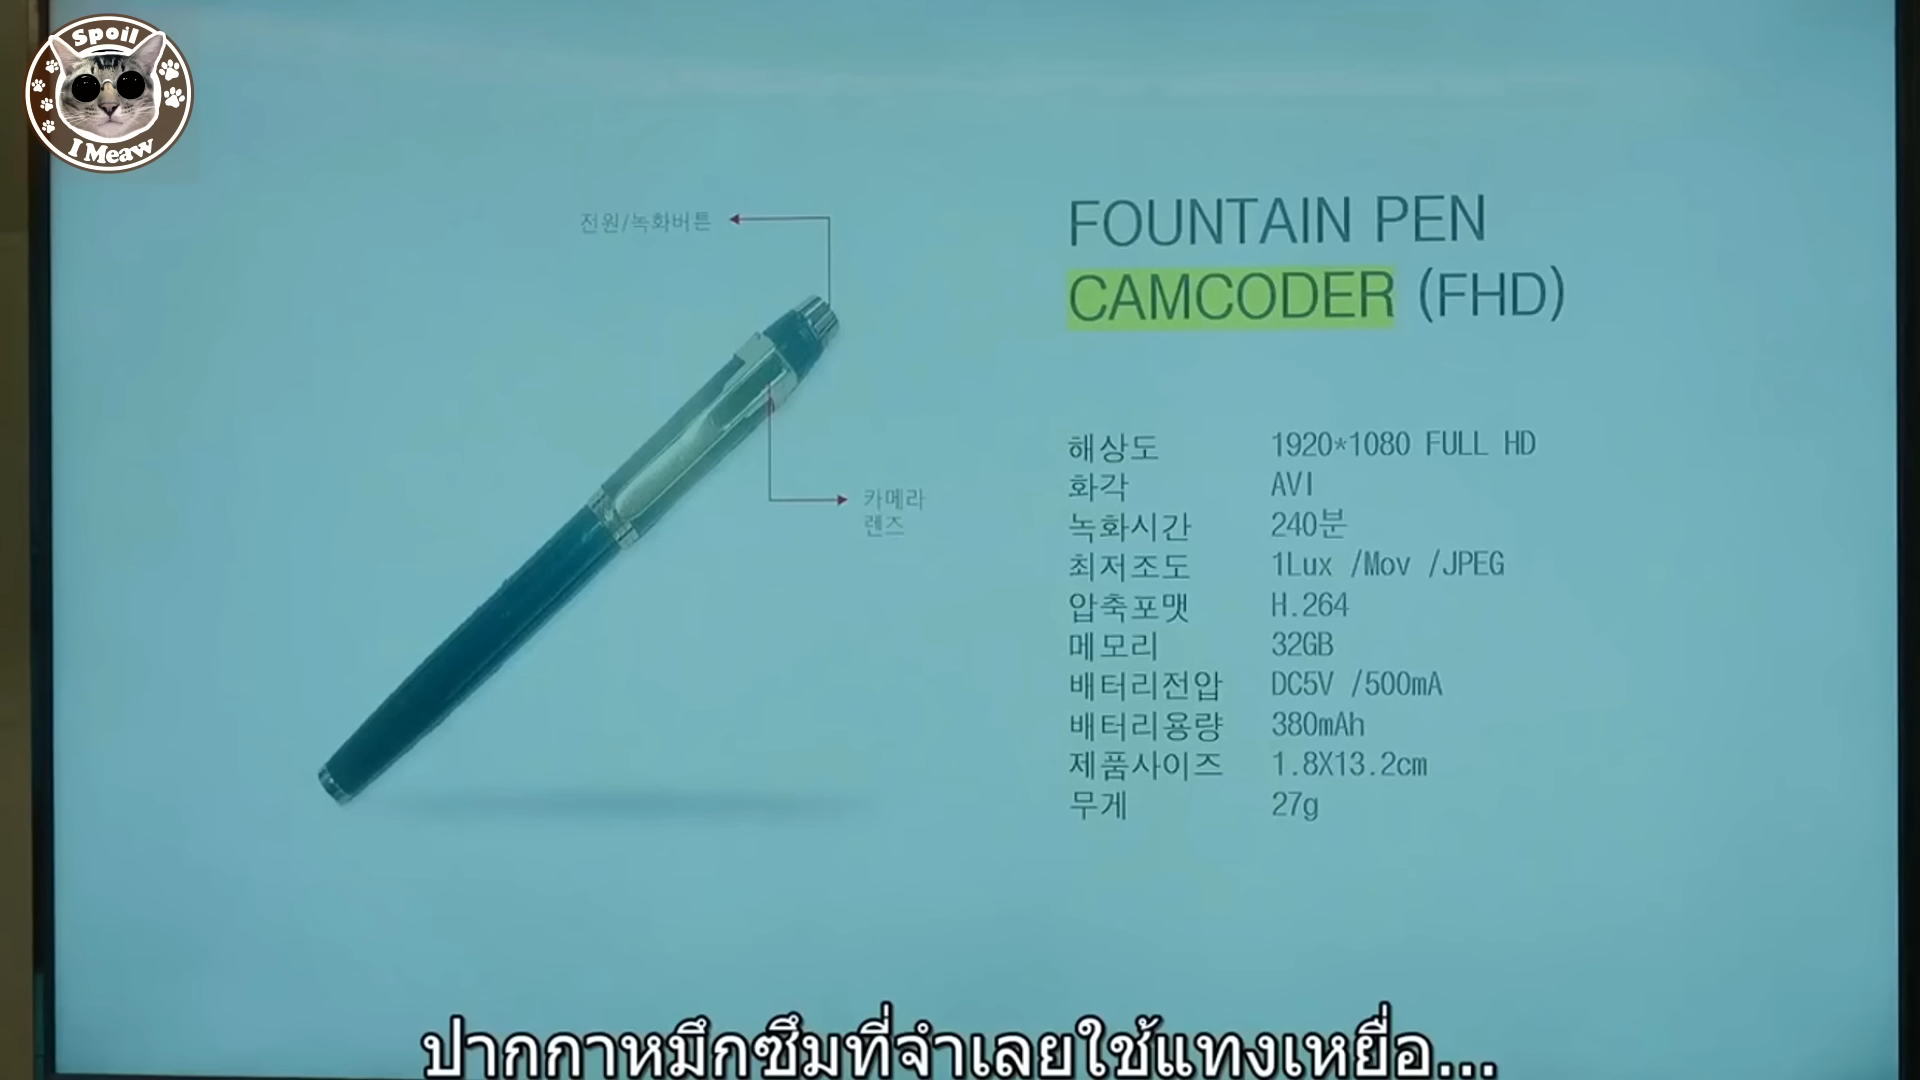 Spoil
I Meaw
전원/녹화버튼
카메라
렌즈
FOUNTAIN PEN
CAMCODER (FHD)
해상도 1920*1080 FULL HD
화각 AVI
녹화시간 240분
최저조도 1Lux /Mov /JPEG
압축포맷 H.264
메모리 32GB
배터리전압 DC5V /500mA
배터리용량 380mAh
제품사이즈 1.8X13.2cm
무게 27g
ปากกาหมึกซึมที่จำเลยใช้แทงเหยื่อ...